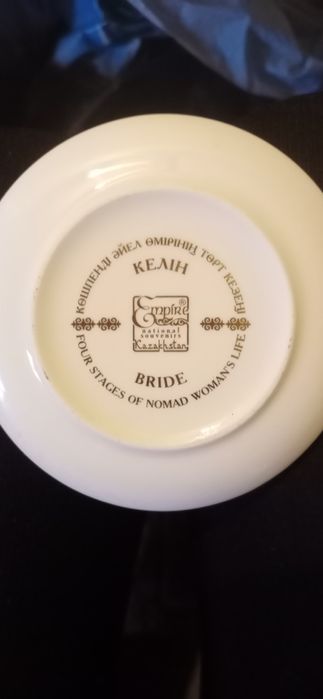 КӨШПЕНДІ ӘЙЕЛ ӨМІРІНІҢ ТӨРТ КЕЗЕҢІ
КЕЛІН
Empire®
national
souvenirs
Kazakhstan
BRIDE
FOUR STAGES OF NOMAD WOMAN'S LIFE